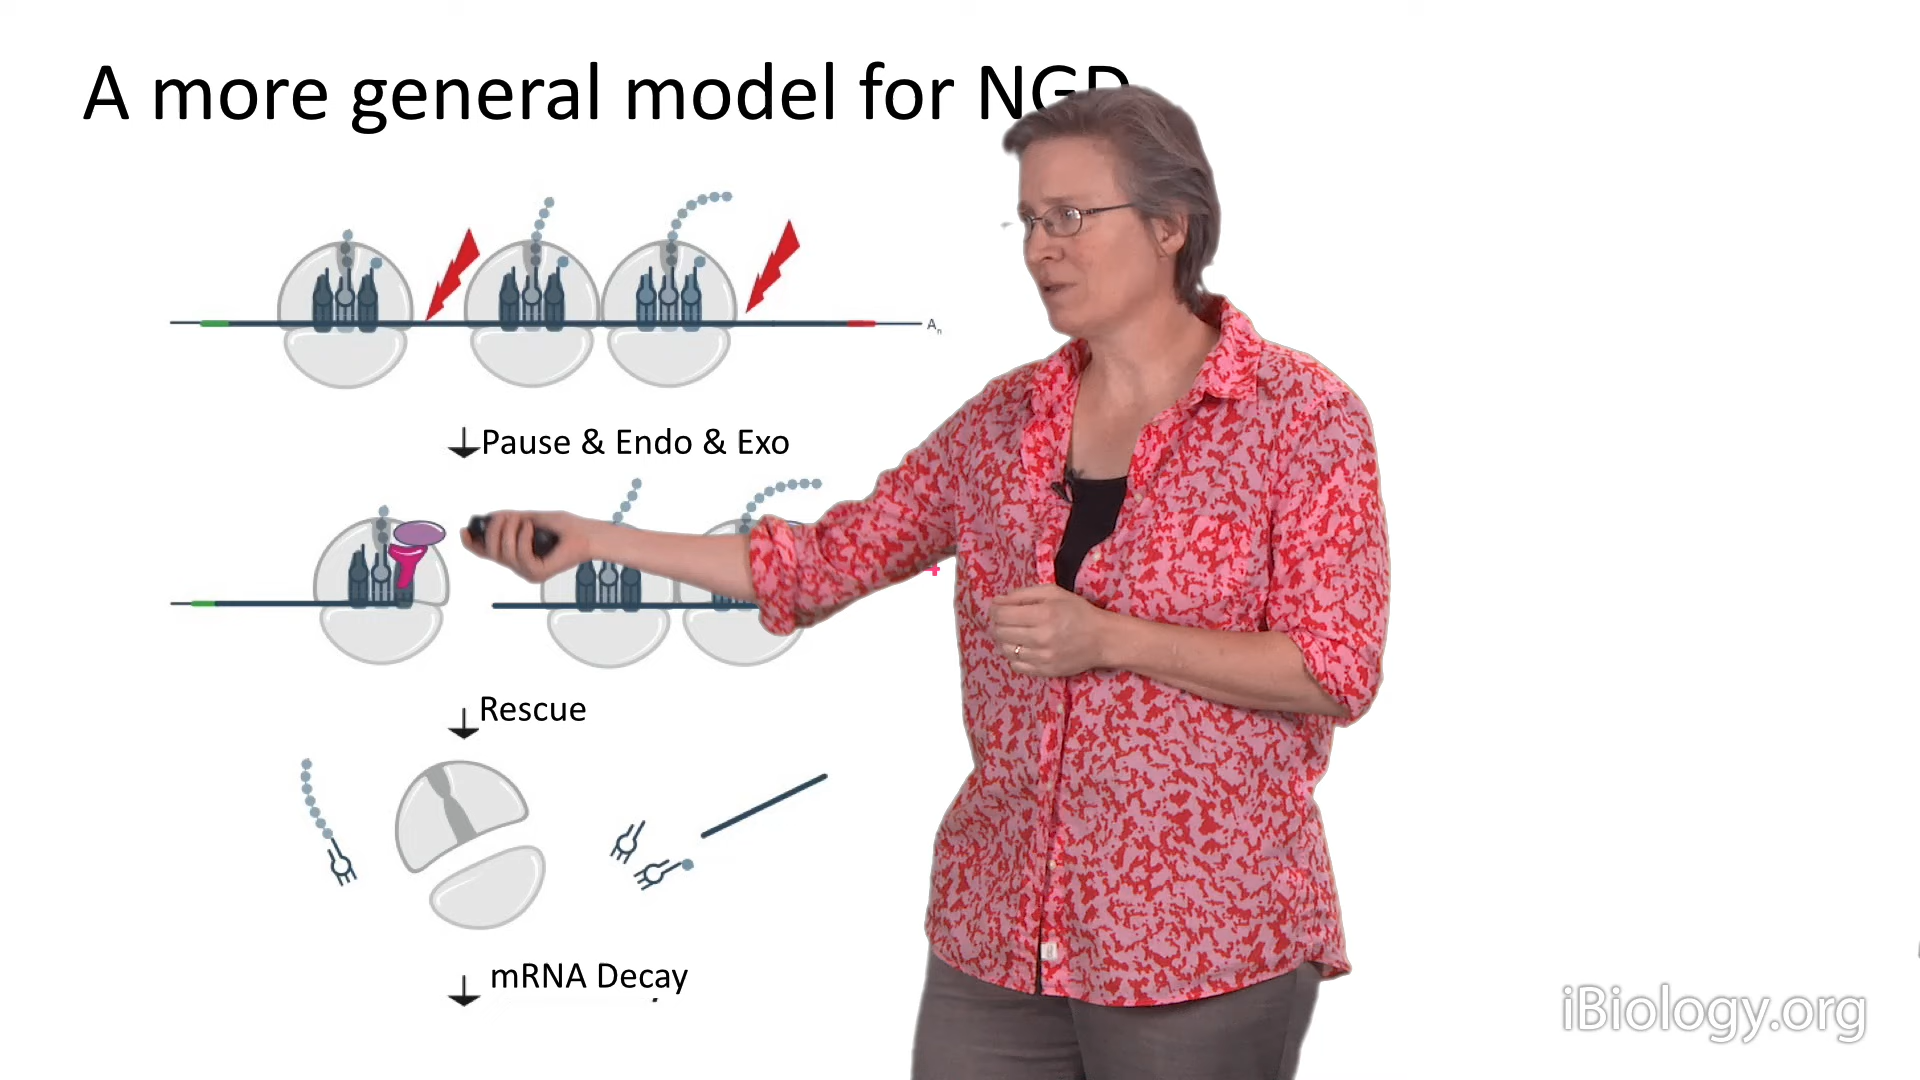 A more general model for NGD
Aₙ
Pause & Endo & Exo
Rescue
mRNA Decay
iBiology.org